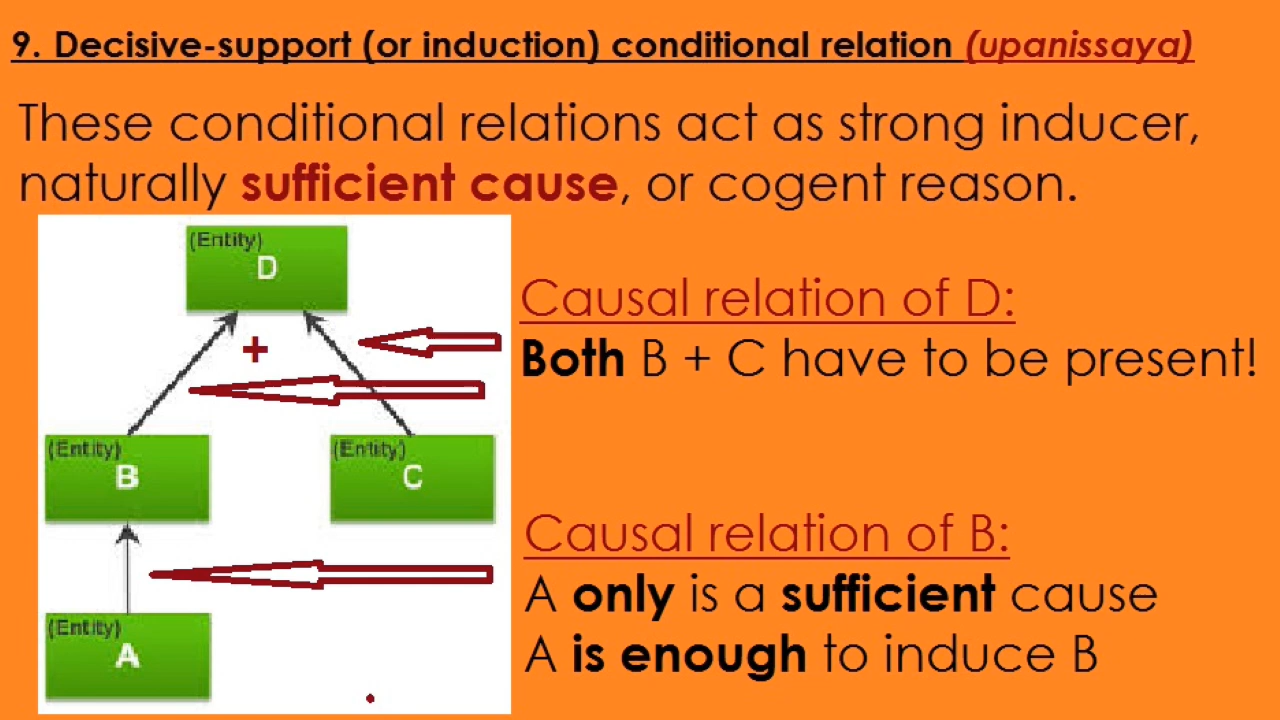 9. Decisive-support (or induction) conditional relation (upanissaya)
These conditional relations act as strong inducer,
naturally sufficient cause, or cogent reason.
(Entity)
D
+
Causal relation of D:
Both B + C have to be present!
(Entity)
B
(Entity)
C
Causal relation of B:
A only is a sufficient cause
A is enough to induce B
(Entity)
A